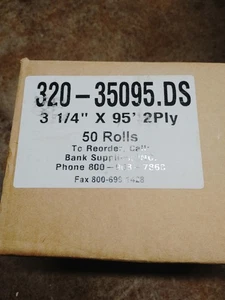 320-35095.DS
3 1/4" X 95' 2Ply
50 Rolls
To Reorder, Call:
Bank Supplies
Phone 800-
Fax 800-699